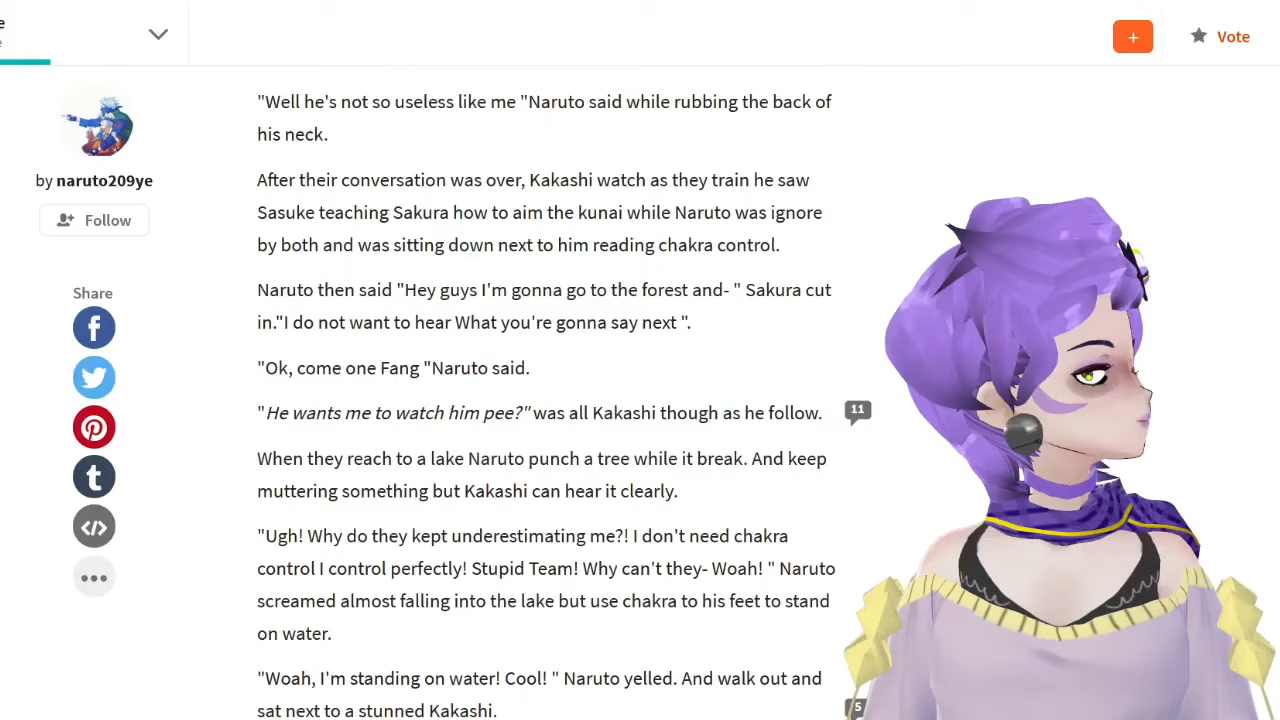 e
e
+
Vote
by naruto209ye
Follow
Share
"Well he's not so useless like me "Naruto said while rubbing the back of
his neck.
After their conversation was over, Kakashi watch as they train he saw
Sasuke teaching Sakura how to aim the kunai while Naruto was ignore
by both and was sitting down next to him reading chakra control.
Naruto then said "Hey guys I'm gonna go to the forest and- " Sakura cut
in."I do not want to hear What you're gonna say next ".
"Ok, come one Fang "Naruto said.
"He wants me to watch him pee?" was all Kakashi though as he follow.
11
When they reach to a lake Naruto punch a tree while it break. And keep
muttering something but Kakashi can hear it clearly.
"Ugh! Why do they kept underestimating me?! I don't need chakra
control I control perfectly! Stupid Team! Why can't they- Woah! " Naruto
screamed almost falling into the lake but use chakra to his feet to stand
on water.
"Woah, I'm standing on water! Cool! " Naruto yelled. And walk out and
sat next to a stunned Kakashi.
5